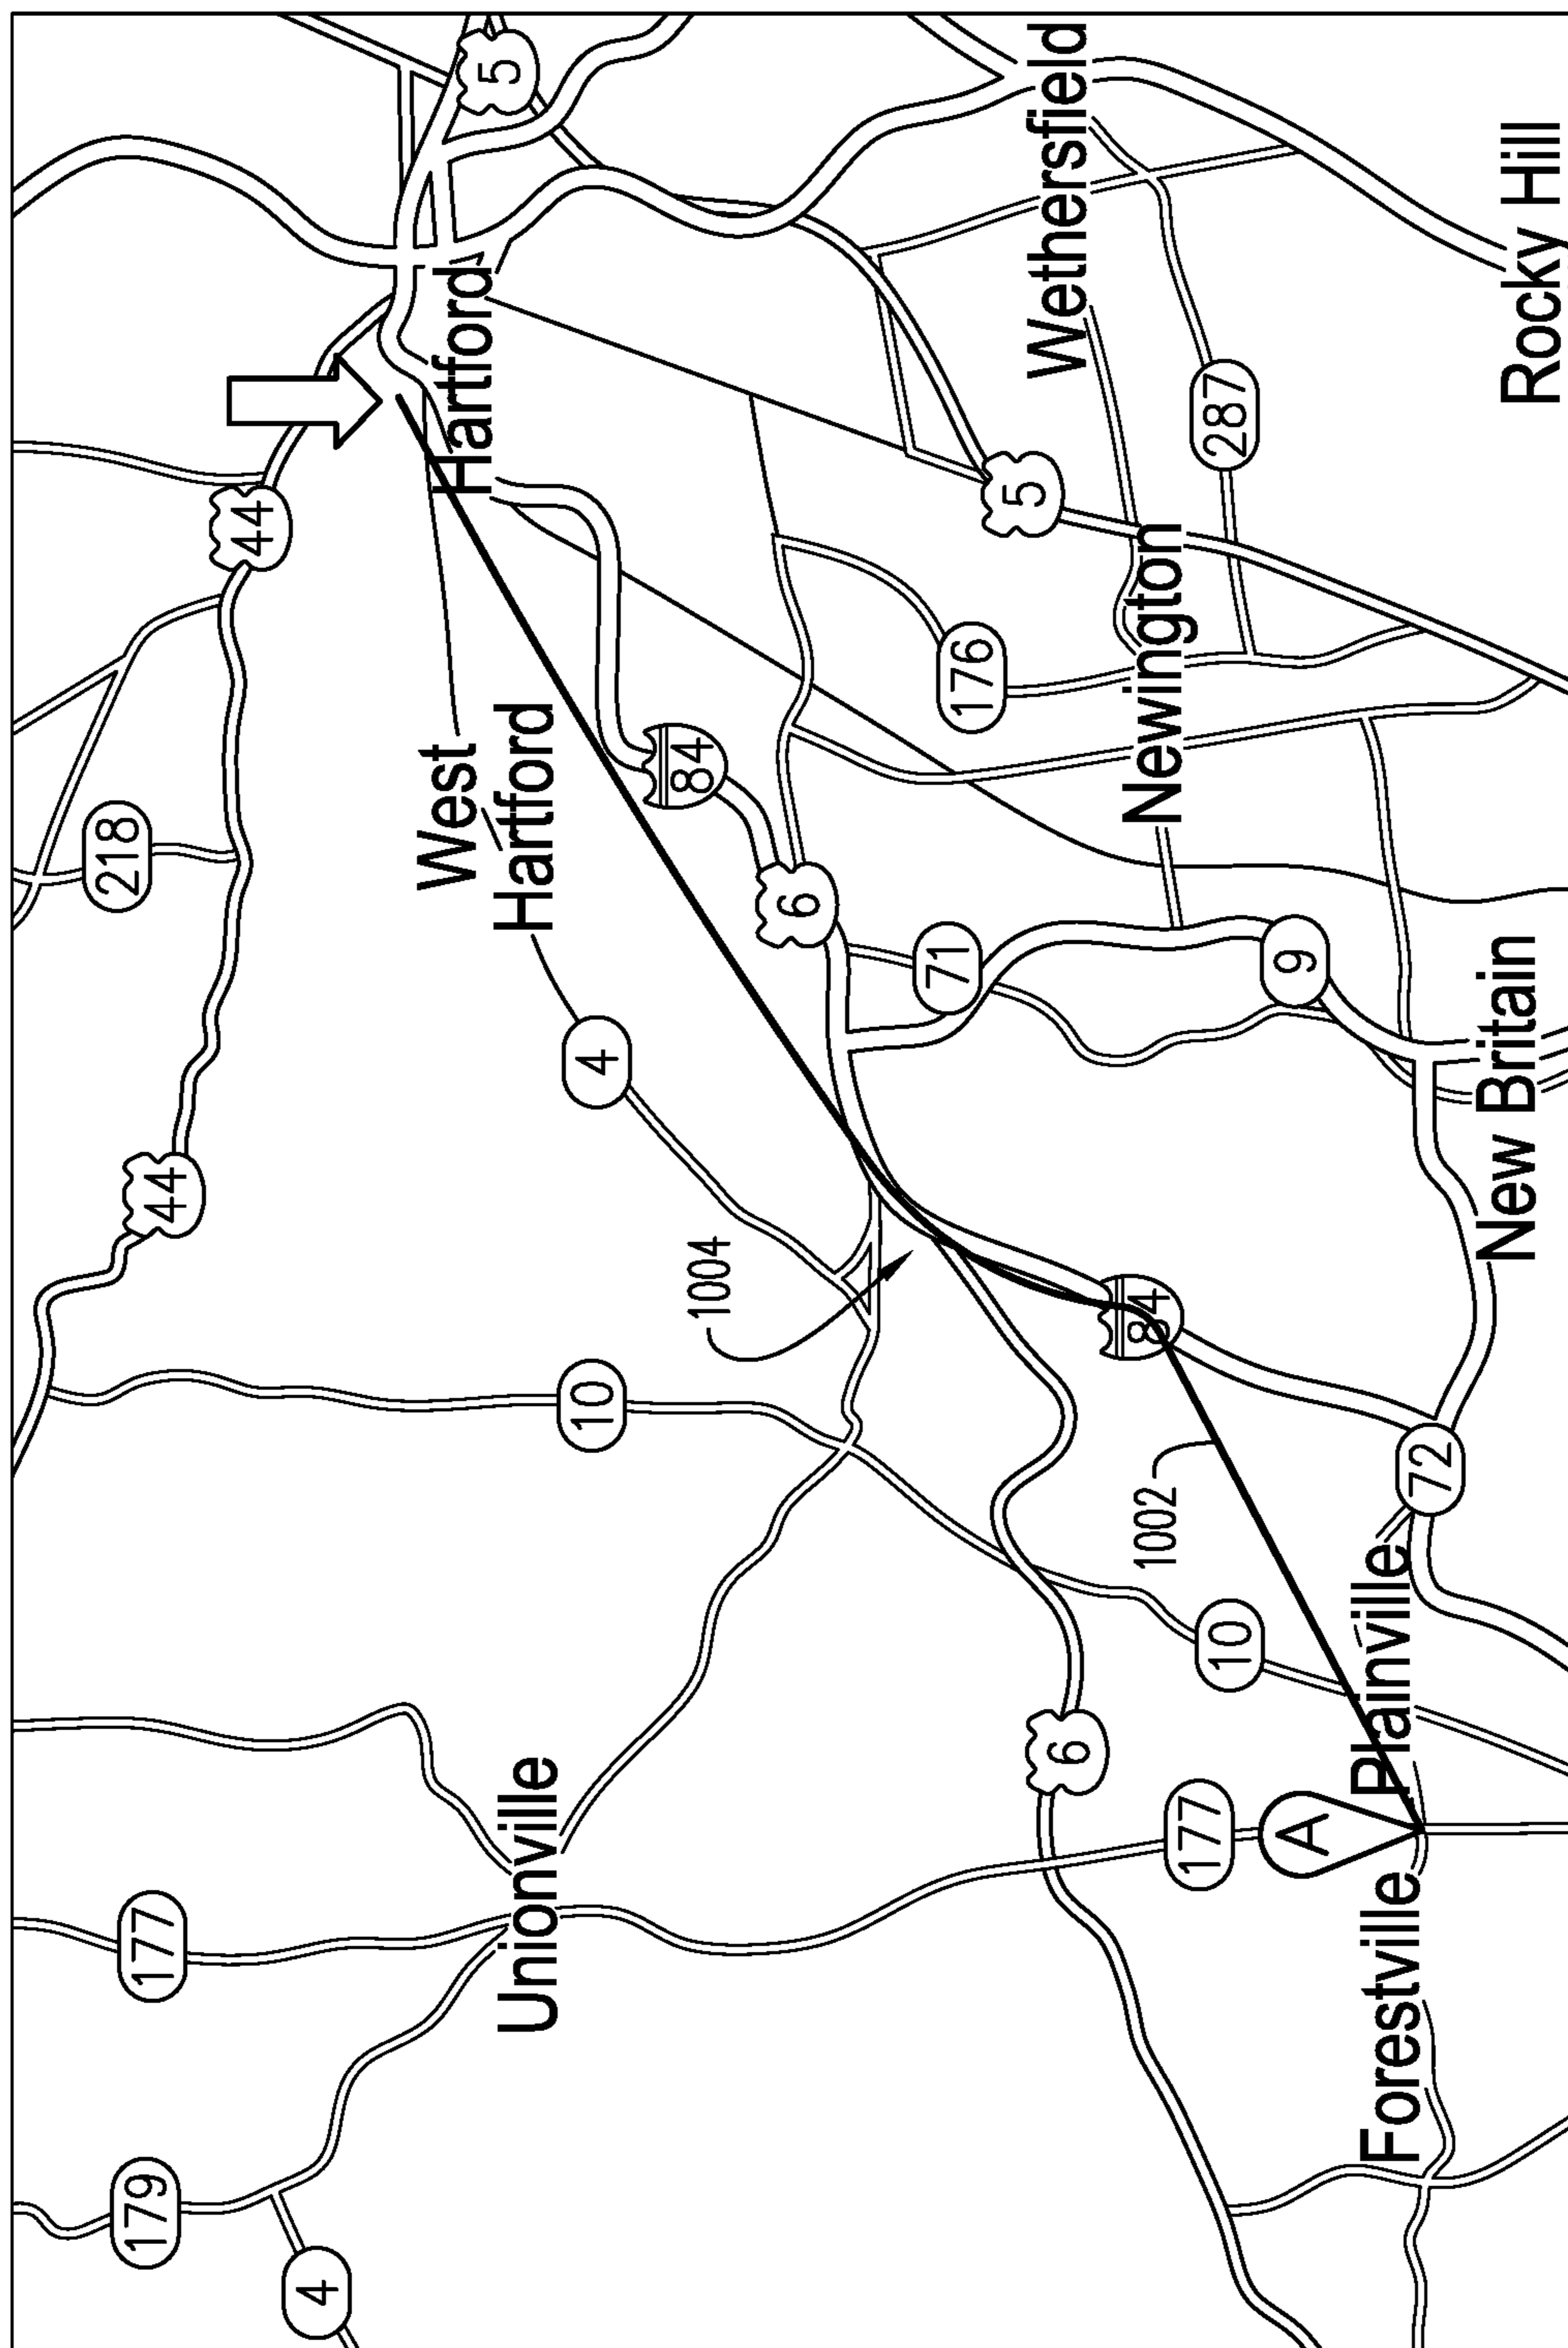 218
179
177
44
44
4
West
Hartford
5
Unionville
Hartford
10
4
84
1004
6
71
176
5
Wethersfield
6
84
1002
Newington
177
10
287
A
9
Forestville
Plainville
72
New Britain
Rocky Hill